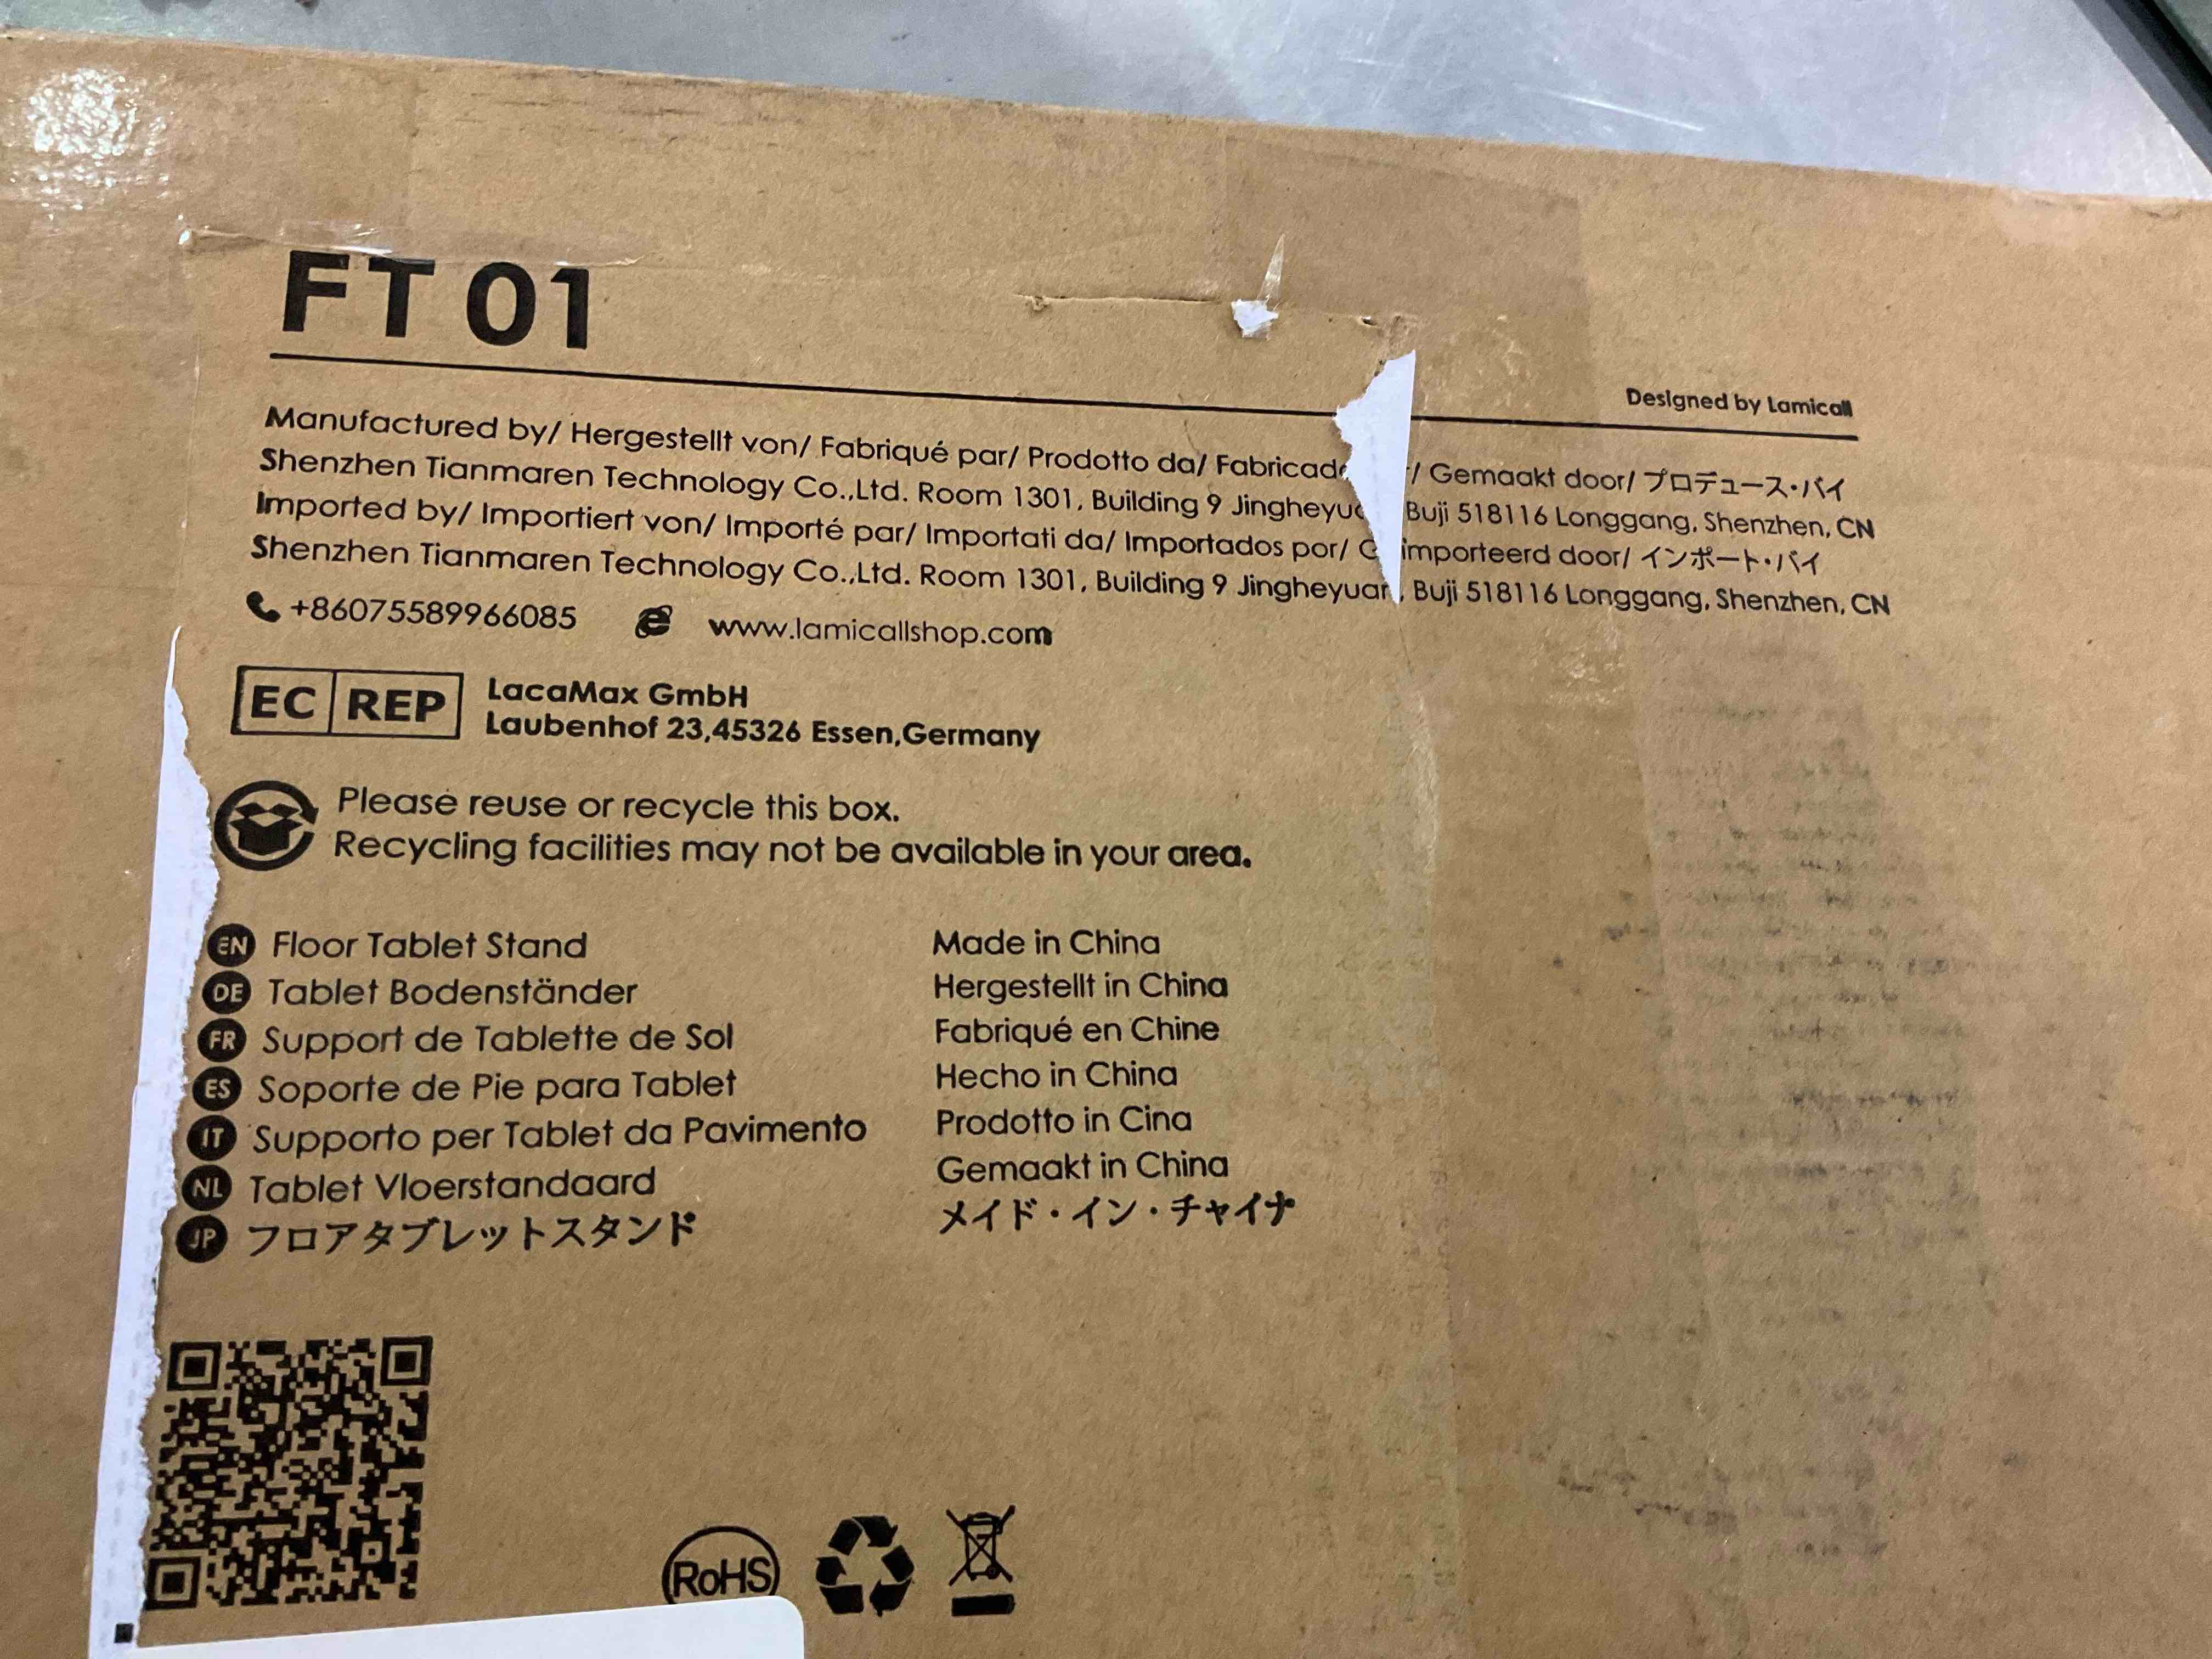 FT 01
Designed by Lamicall
Manufactured by/ Hergestellt von/ Fabriqué par/ Prodotto da/ / Gemaakt door/ プロデュース・バイ
Shenzhen Tianmaren Technology Co.,Ltd. Room 1301, Building 9 Buji 518116 Longgang, Shenzhen, CN
Imported by/ Importiert von/ Importé par/ Importati da/ Importados por/ door/ インポート・バイ
Shenzhen Tianmaren Technology Co.,Ltd. Room 1301, Building 9 Jingheyuan, Buji 518116 Longgang, Shenzhen, CN
+86075589966085 www.lamicallshop.com
EC REP
LacaMax GmbH
Laubenhof 23,45326 Essen,Germany
Please reuse or recycle this box.
Recycling facilities may not be available in your area.
EN Floor Tablet Stand Made in China
DE Tablet Bodenständer Hergestellt in China
FR Support de Tablette de Sol Fabriqué en Chine
ES Soporte de Pie para Tablet Hecho in China
IT Supporto per Tablet da Pavimento Prodotto in Cina
NL Tablet Vloerstandaard Gemaakt in China
JP フロアタブレットスタンド メイド・イン・チャイナ
RoHS